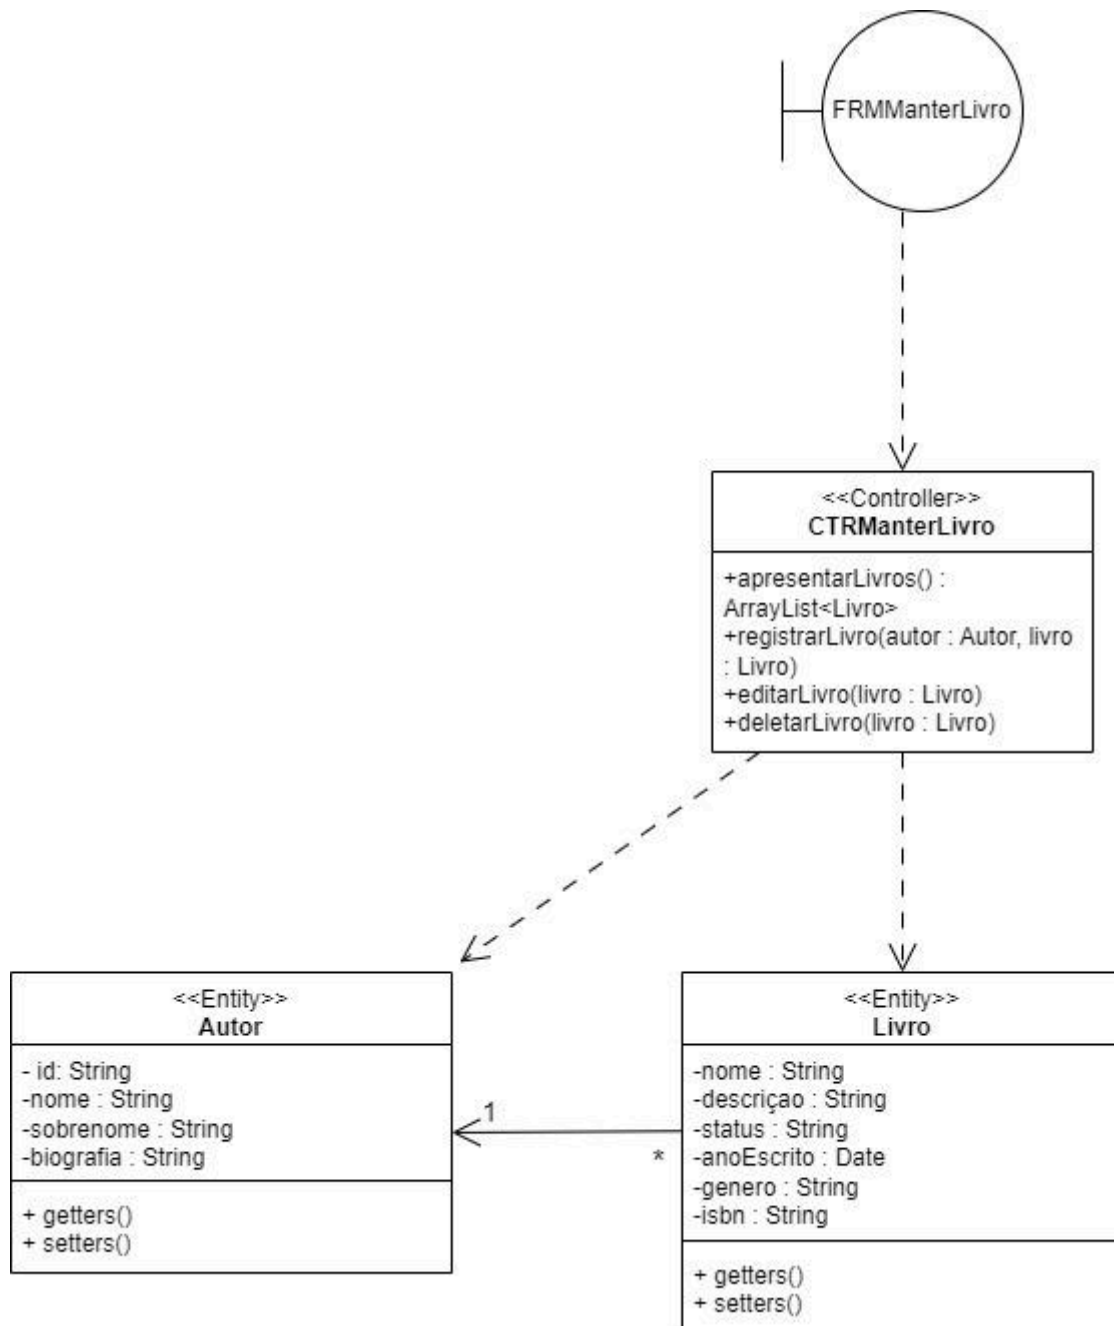 FRMManterLivro
<<Controller>>
CTRManterLivro
+apresentarLivros() :
ArrayList<Livro>
+registrarLivro(autor : Autor, livro
: Livro)
+editarLivro(livro : Livro)
+deletarLivro(livro : Livro)
<<Entity>>
Autor
- id: String
-nome : String
-sobrenome : String
-biografia : String
+ getters()
+ setters()
1
*
<<Entity>>
Livro
-nome : String
-descriçao : String
-status : String
-anoEscrito : Date
-genero : String
-isbn : String
+ getters()
+ setters()